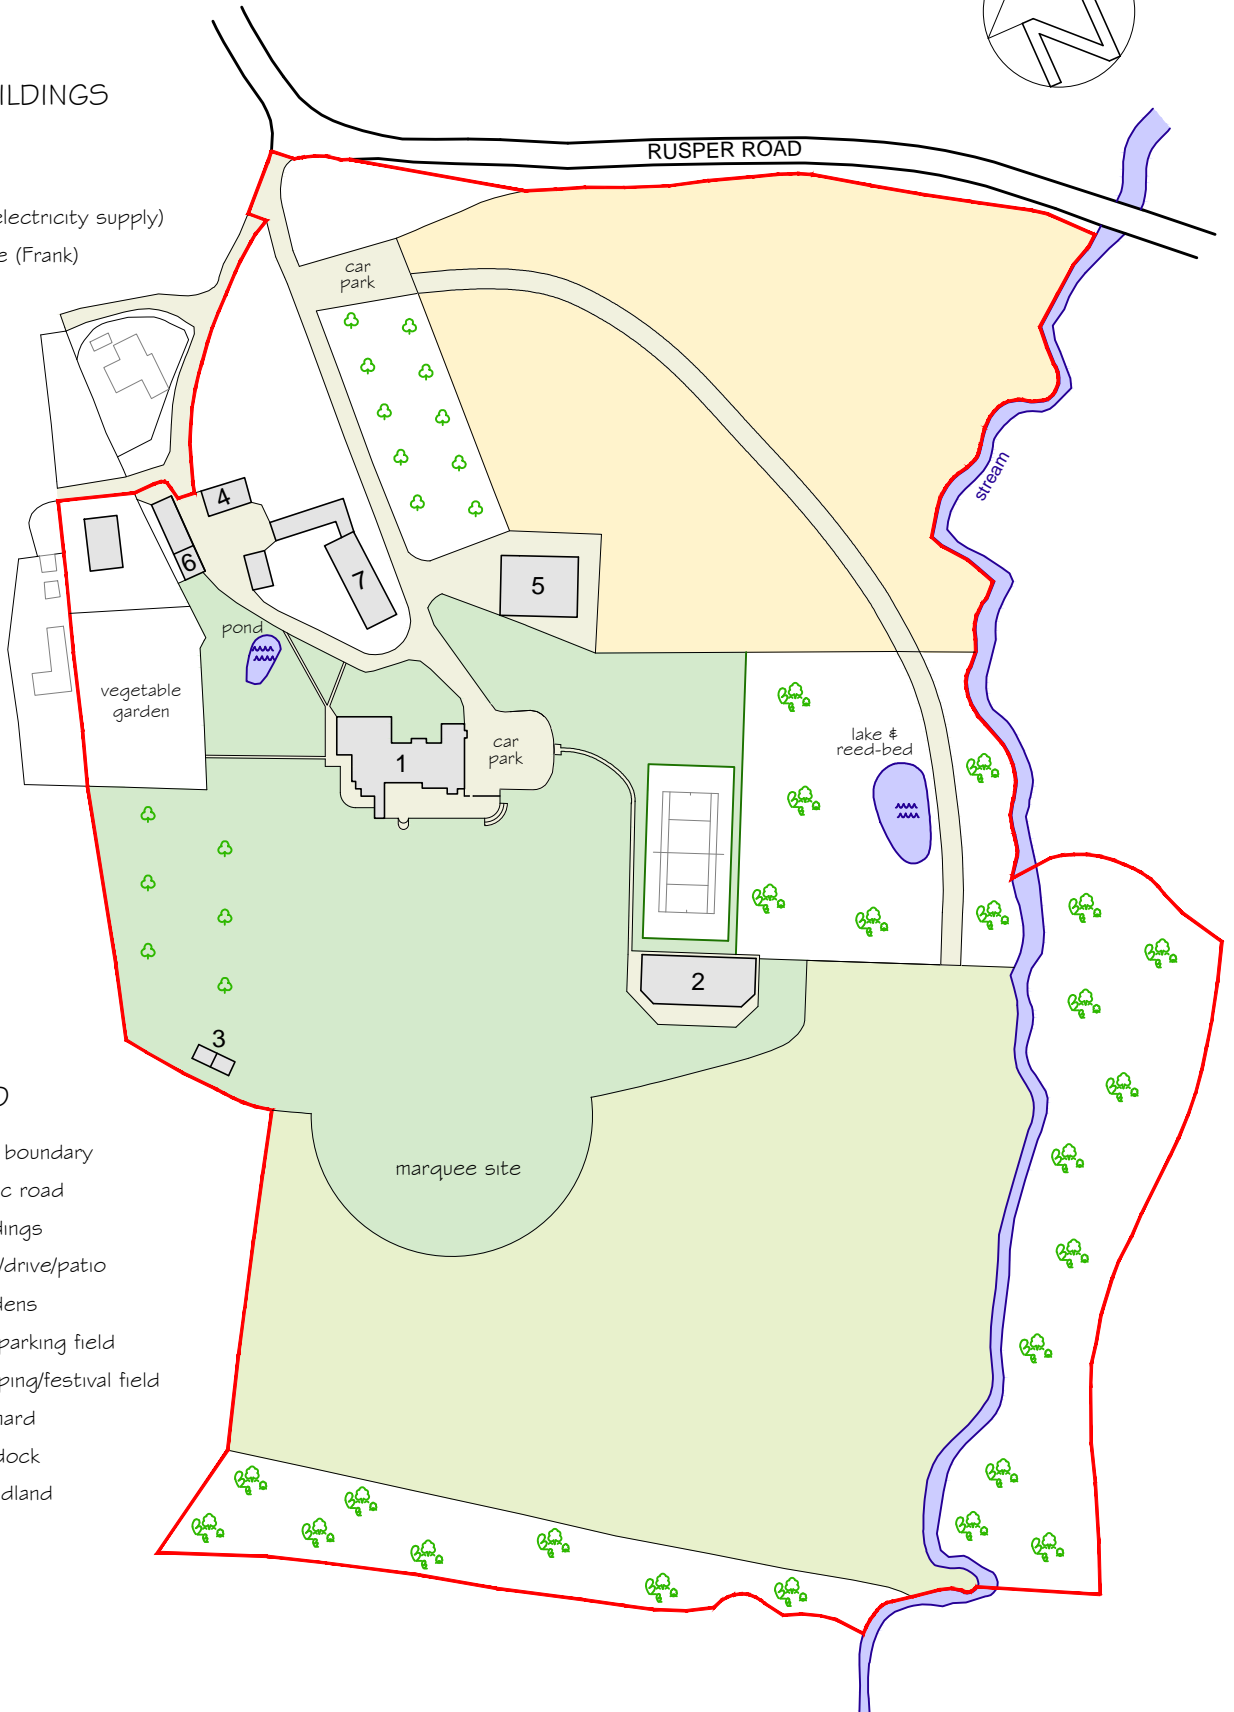 N
ILDINGS
RUSPER ROAD
electricity supply)
e (Frank)
car
park
stream
4
6
7
5
pond
vegetable
garden
1
car
park
lake &
reed-bed
2
3
D
boundary
c road
dings
/drive/patio
dens
parking field
ping/festival field
hard
dock
dland
marquee site